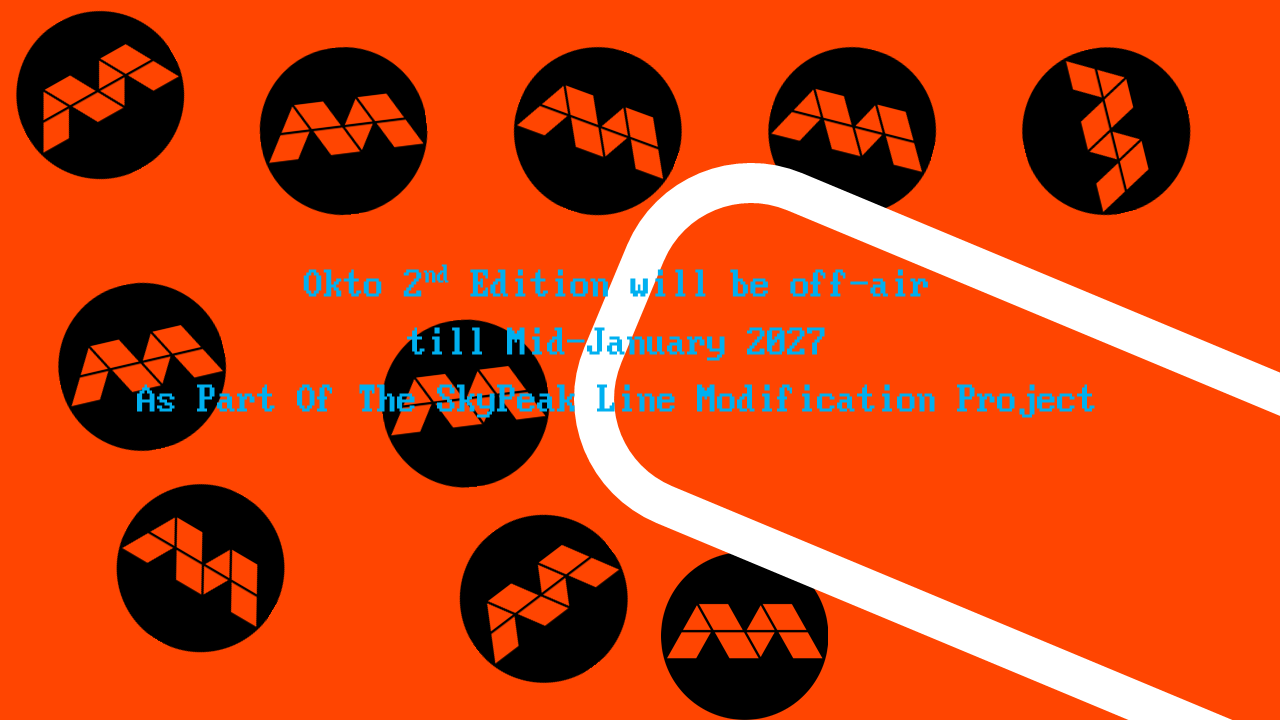 Okto 2nd Edition will be off-air
till Mid-January 2027
As Part Of The SkyPeak Line Modification Project